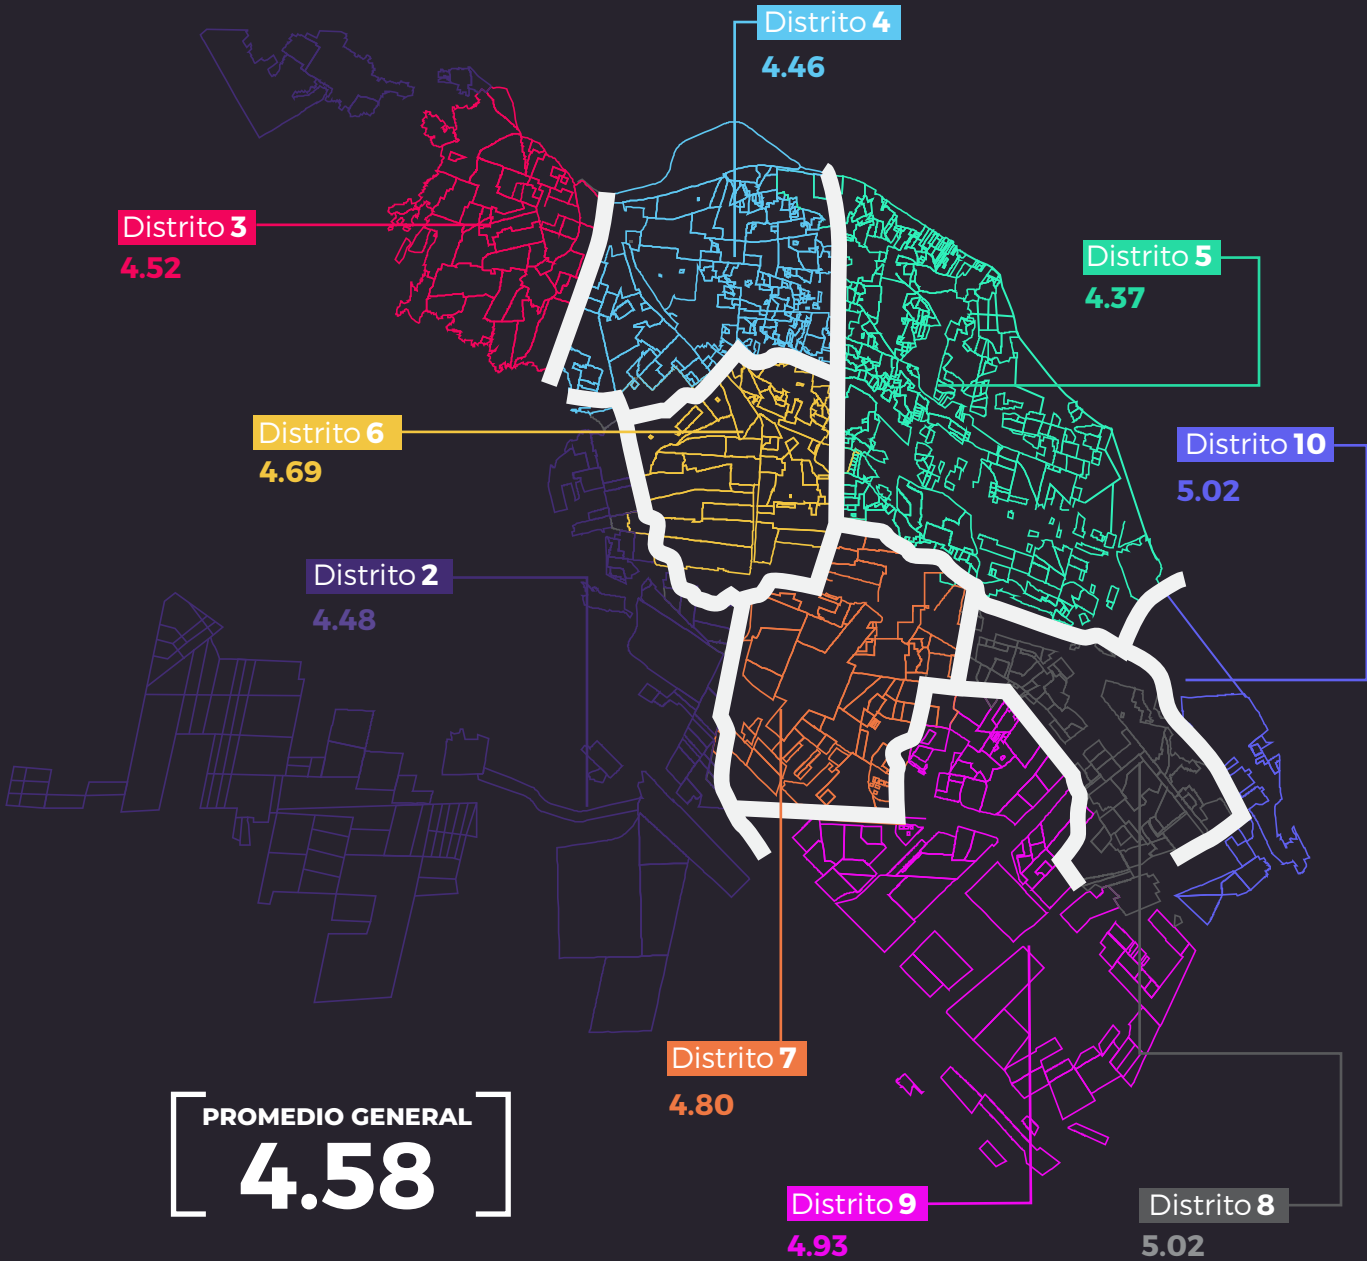 Distrito 4
4.46
Distrito 3
4.52
Distrito 5
4.37
Distrito 6
4.69
Distrito 10
5.02
Distrito 2
4.48
Distrito 7
4.80
PROMEDIO GENERAL
4.58
Distrito 9
4.93
Distrito 8
5.02